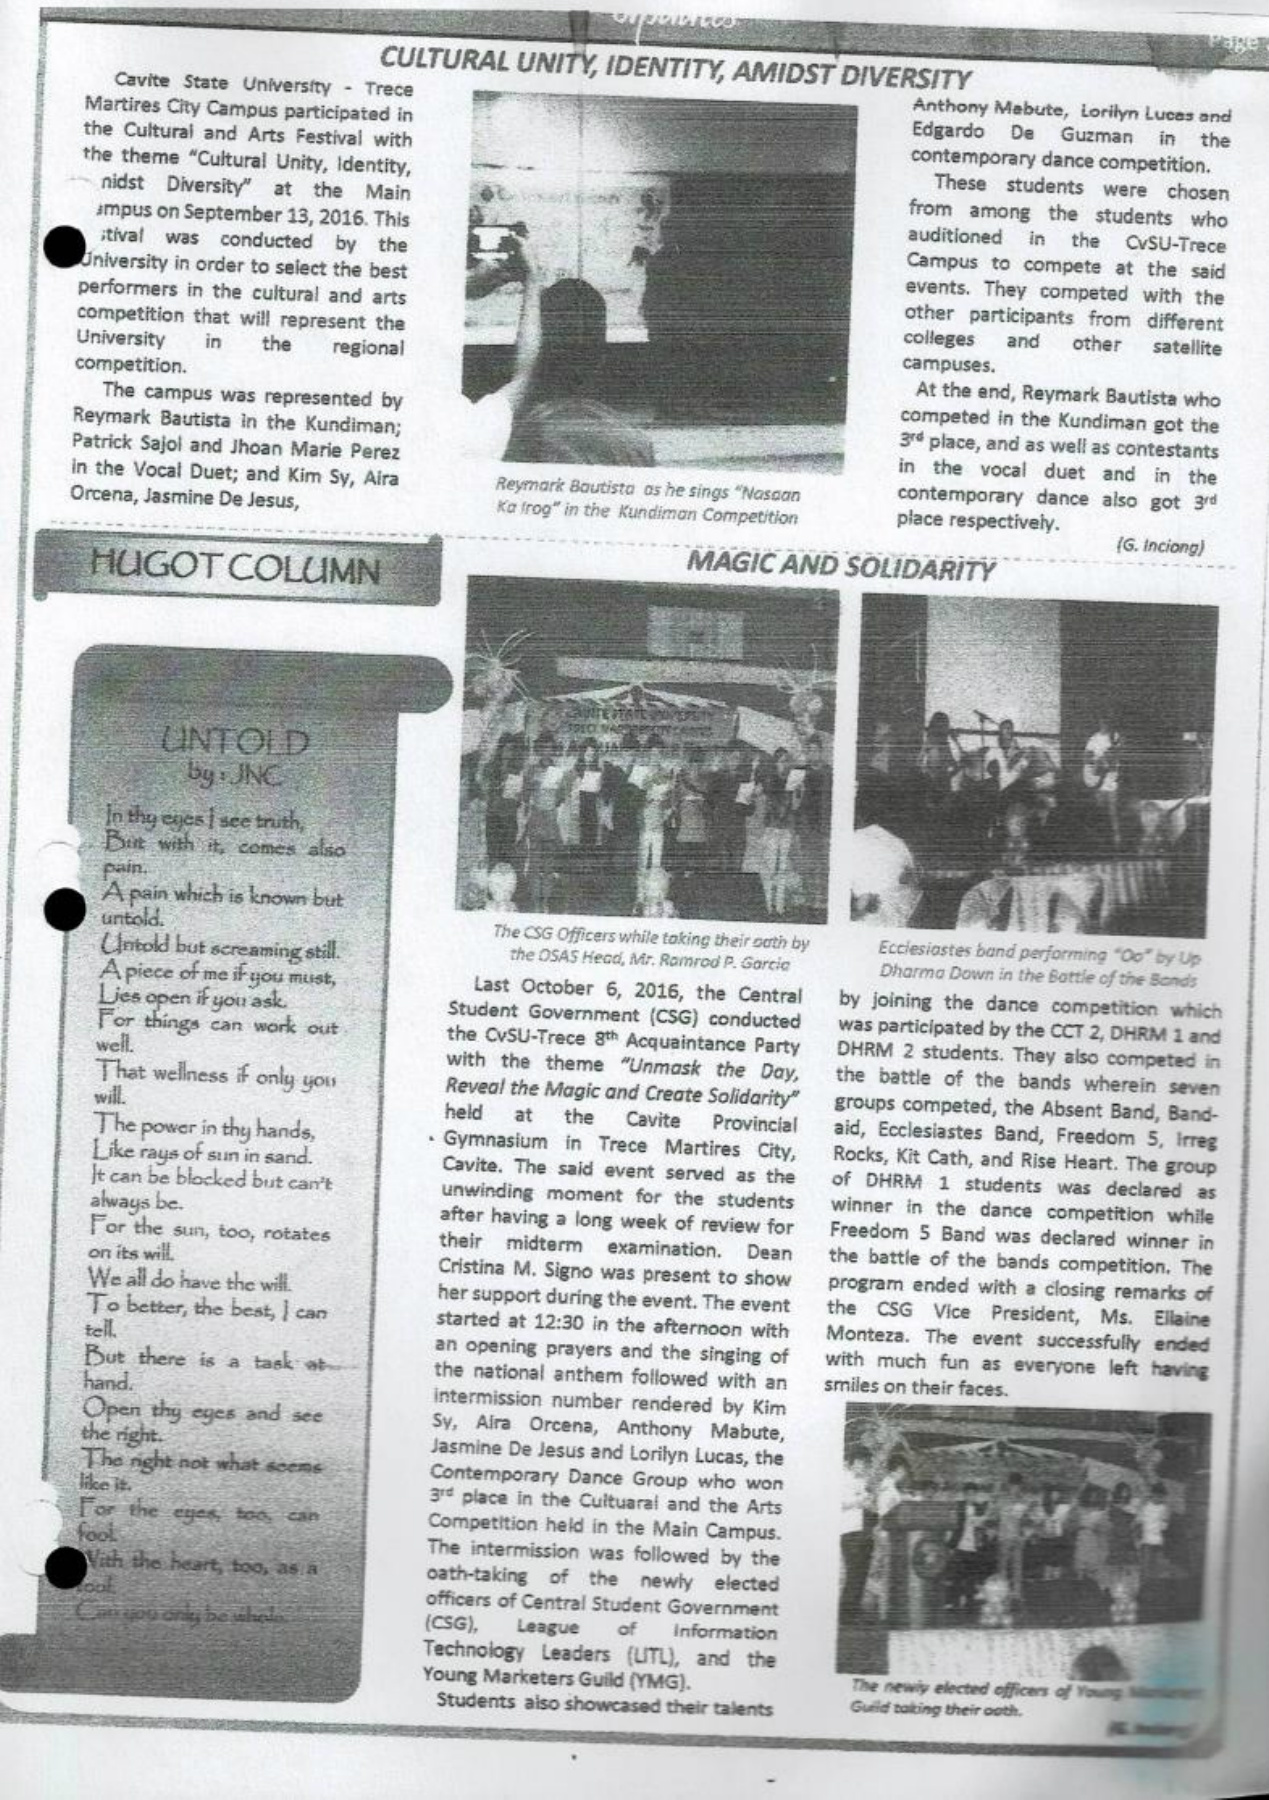 Updates
Page
CULTURAL UNITY, IDENTITY, AMIDST DIVERSITY
Cavite State University - Trece
Martires City Campus participated in
the Cultural and Arts Festival with
the theme "Cultural Unity, Identity,
nidst Diversity" at the Main
ampus on September 13, 2016. This
stival was conducted by the
University in order to select the best
performers in the cultural and arts
competition that will represent the
University in the regional
competition.
The campus was represented by
Reymark Bautista in the Kundiman;
Patrick Sajol and Jhoan Marie Perez
in the Vocal Duet; and Kim Sy, Aira
Orcena, Jasmine De Jesus,
Reymark Bautista as he sings "Nasaan
Ka Irog" in the Kundiman Competition
Anthony Mabute, Lorilyn Lucas and
Edgardo De Guzman in the
contemporary dance competition.
These students were chosen
from among the students who
auditioned in the CvSU-Trece
Campus to compete at the said
events. They competed with the
other participants from different
colleges and other satellite
campuses.
At the end, Reymark Bautista who
competed in the Kundiman got the
3rd place, and as well as contestants
in the vocal duet and in the
contemporary dance also got 3rd
place respectively.
(G. Inciong)
HUGOT COLUMN
UNTOLD
by: JNC
In thy eyes I see truth,
But with it, comes also
pain.
A pain which is known but
untold.
Untold but screaming still.
A piece of me if you must,
Lies open if you ask.
For things can work out
well.
That wellness if only you
will.
The power in thy hands,
Like rays of sun in sand.
It can be blocked but can't
always be.
For the sun, too, rotates
on its will.
We all do have the will.
To better, the best, I can
tell.
But there is a task at
hand.
Open thy eyes and see
the right.
The right not what seems
like it.
For the eyes, too, can
fool.
With the heart, too, as a
tool.
Can you only be whole.
MAGIC AND SOLIDARITY
CAVITE STATE UNIVERSITY
The CSG Officers while taking their oath by
the OSAS Head, Mr. Ramrod P. Garcia
Ecclesiastes band performing "Oo" by Up
Dharma Down in the Battle of the Bands
Last October 6, 2016, the Central
Student Government (CSG) conducted
the CvSU-Trece 8th Acquaintance Party
with the theme "Unmask the Day,
Reveal the Magic and Create Solidarity"
held at the Cavite Provincial
Gymnasium in Trece Martires City,
Cavite. The said event served as the
unwinding moment for the students
after having a long week of review for
their midterm examination. Dean
Cristina M. Signo was present to show
her support during the event. The event
started at 12:30 in the afternoon with
an opening prayers and the singing of
the national anthem followed with an
intermission number rendered by Kim
Sy, Aira Orcena, Anthony Mabute,
Jasmine De Jesus and Lorilyn Lucas, the
Contemporary Dance Group who won
3rd place in the Cultuaral and the Arts
Competition held in the Main Campus.
The intermission was followed by the
oath-taking of the newly elected
officers of Central Student Government
(CSG), League of Information
Technology Leaders (LITL), and the
Young Marketers Guild (YMG).
Students also showcased their talents
by joining the dance competition which
was participated by the CCT 2, DHRM 1 and
DHRM 2 students. They also competed in
the battle of the bands wherein seven
groups competed, the Absent Band, Band-
aid, Ecclesiastes Band, Freedom 5, Irreg
Rocks, Kit Cath, and Rise Heart. The group
of DHRM 1 students was declared as
winner in the dance competition while
Freedom 5 Band was declared winner in
the battle of the bands competition. The
program ended with a closing remarks of
the CSG Vice President, Ms. Ellaine
Monteza. The event successfully ended
with much fun as everyone left having
smiles on their faces.
The newly elected officers of Young
Guild taking their oath.
(G. Inciong)